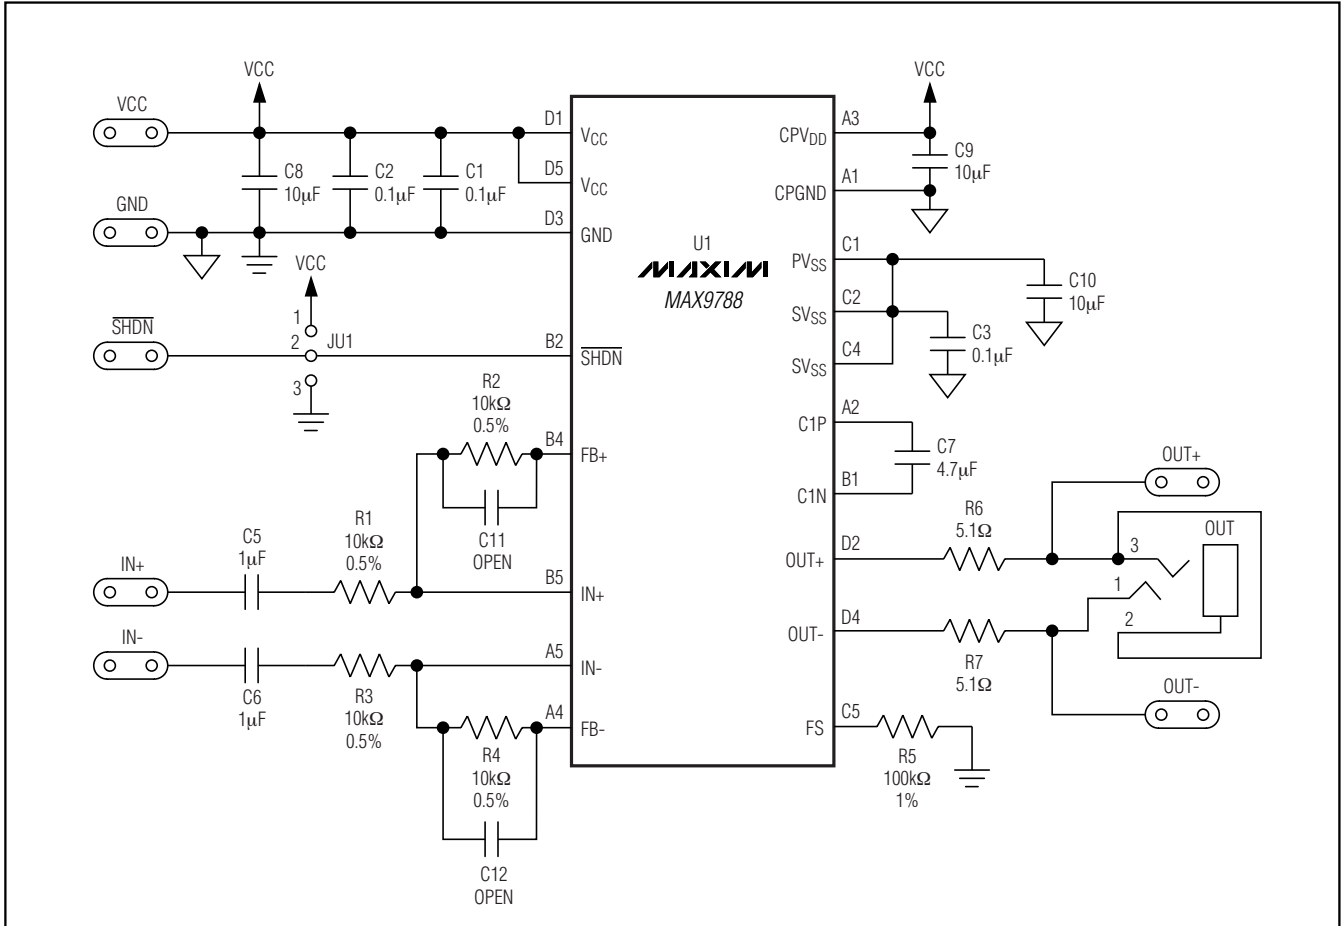 VCC
VCC
GND
C8
10µF
C2
0.1µF
C1
0.1µF
D1
D5
D3
VCC
VCC
GND
SHDN
VCC
1
2
3
JU1
B2
SHDN
R2
10kΩ
0.5%
B4
FB+
C11
OPEN
IN+
C5
1µF
R1
10kΩ
0.5%
B5
IN+
IN-
C6
1µF
R3
10kΩ
0.5%
A5
IN-
A4
FB-
R4
10kΩ
0.5%
C12
OPEN
U1
MAXIM
MAX9788
VCC
CPVDD
A3
C9
10µF
CPGND
A1
PVSS
C1
C10
10µF
SVSS
C2
C3
0.1µF
SVSS
C4
C1P
A2
C7
4.7µF
C1N
B1
OUT+
R6
5.1Ω
OUT
OUT+
D2
3
1
2
OUT-
D4
R7
5.1Ω
OUT-
FS
C5
R5
100kΩ
1%